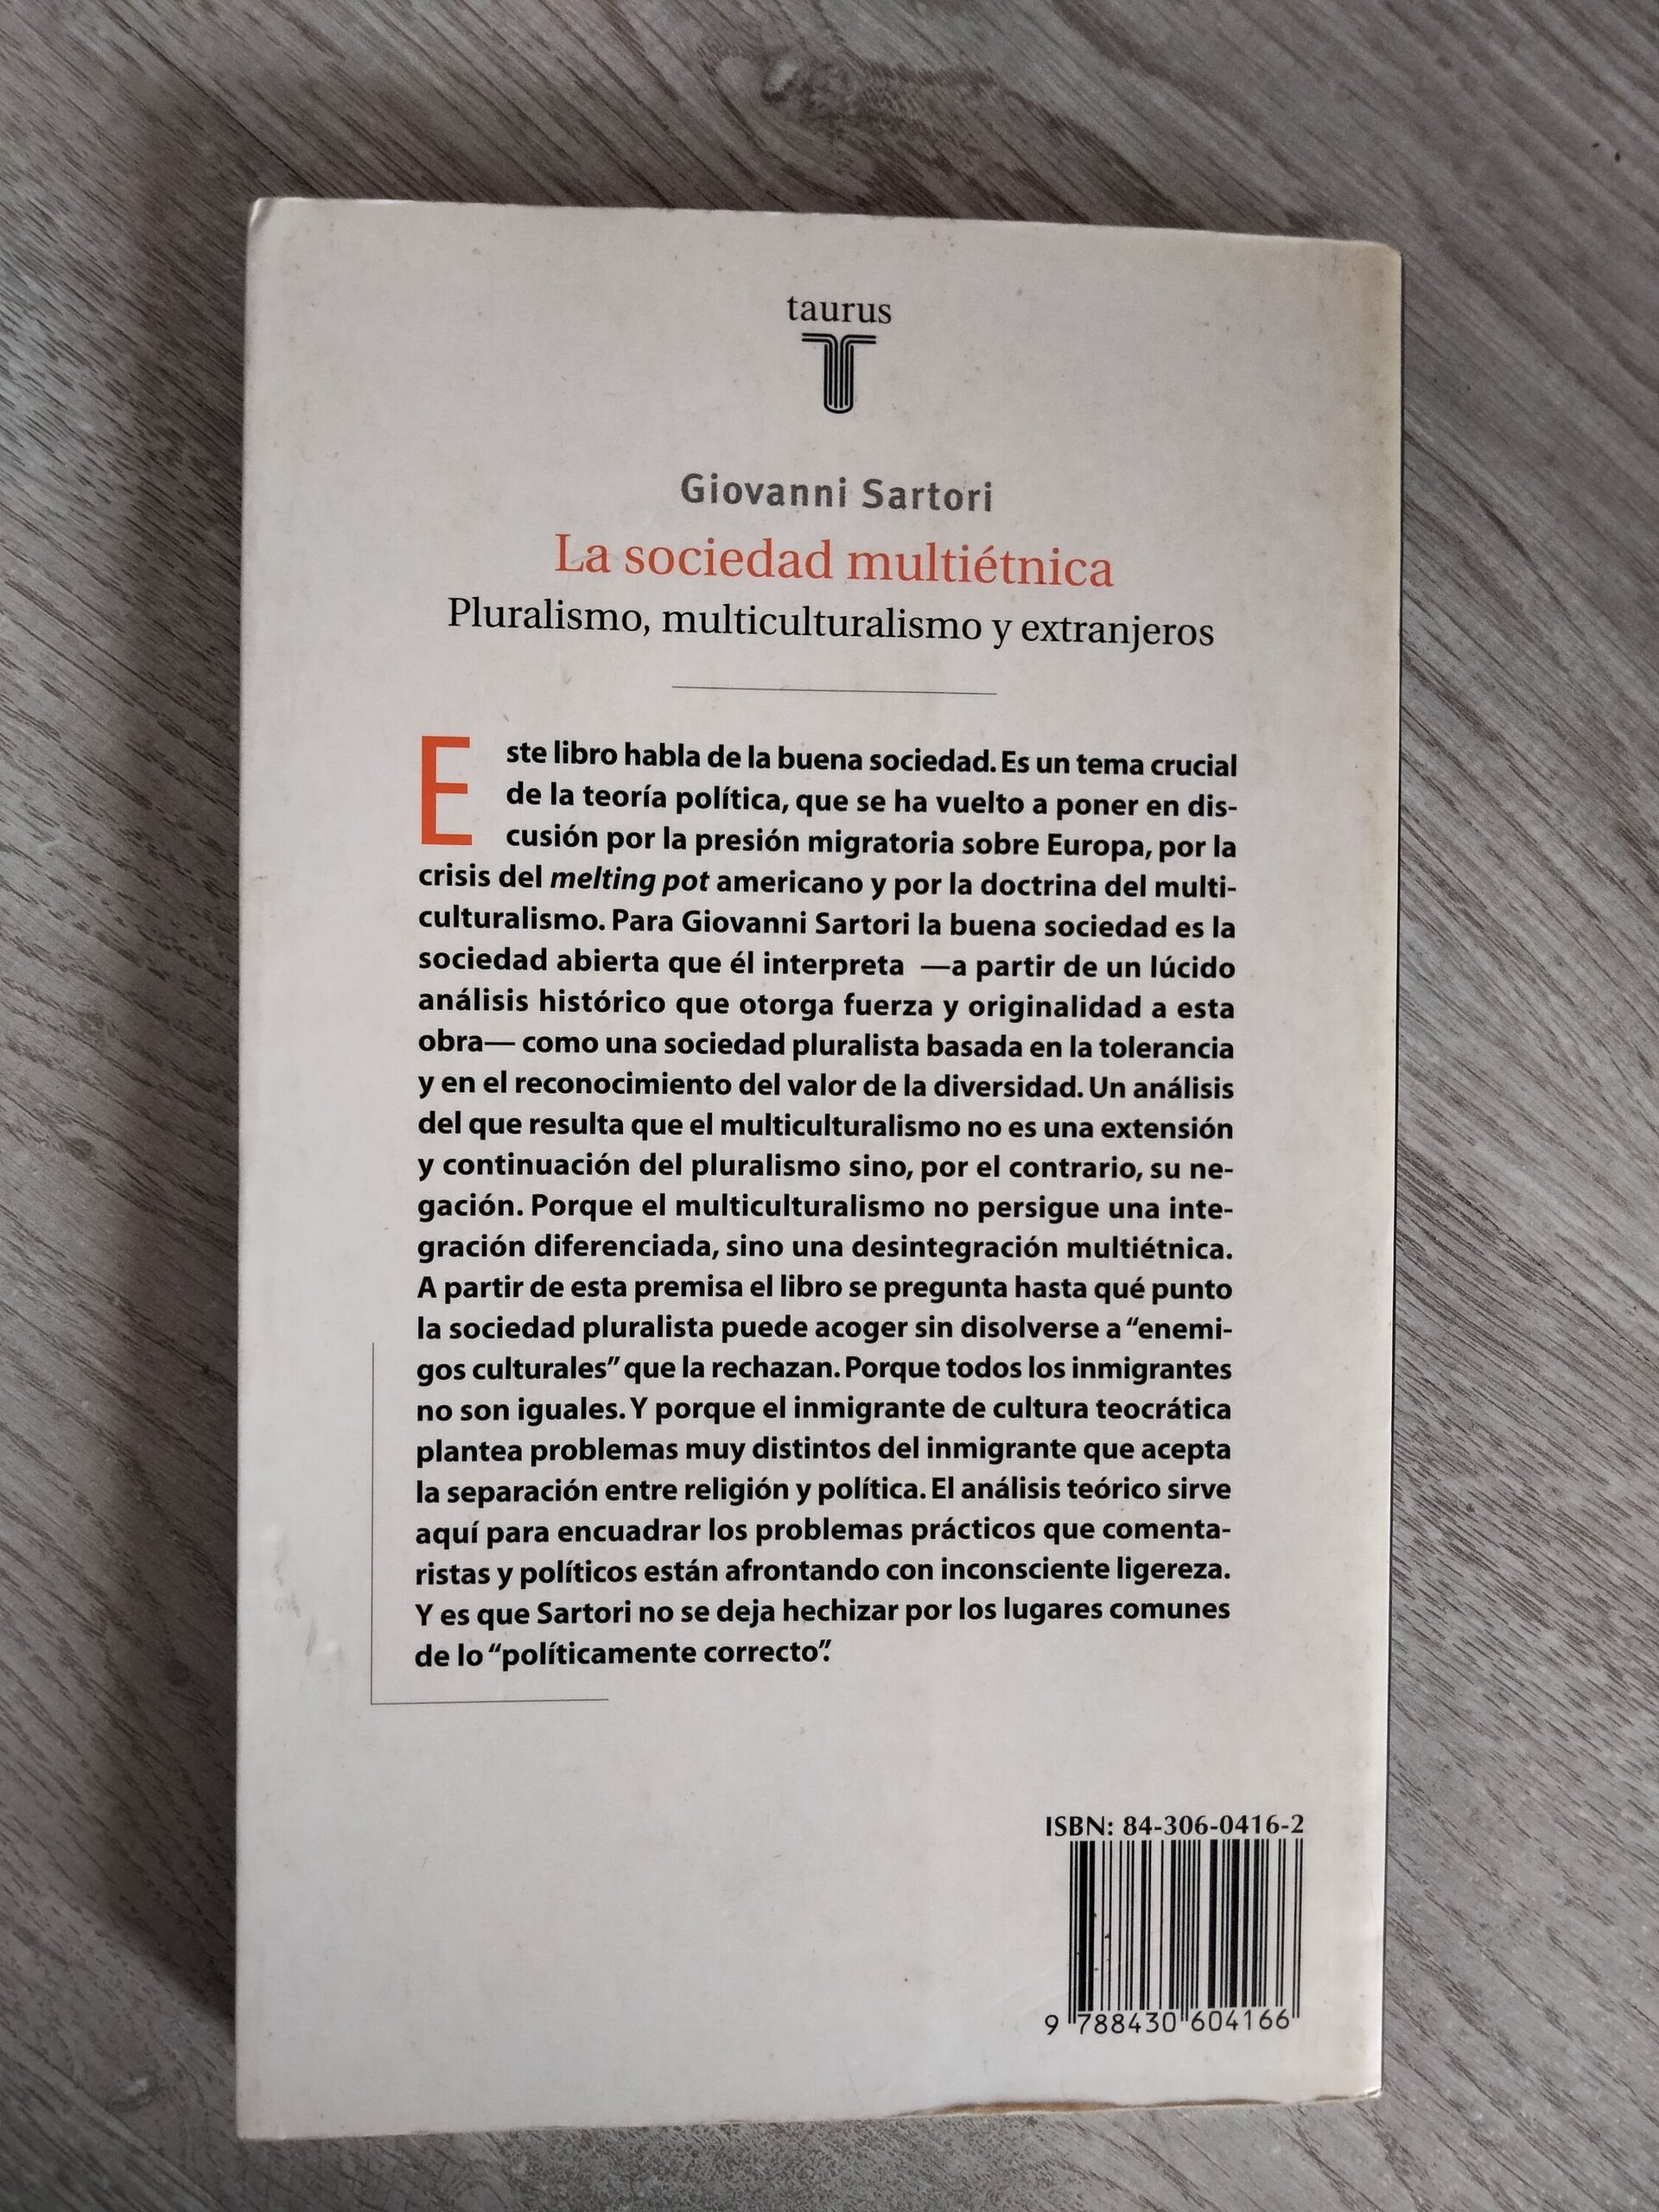 taurus
Giovanni Sartori
La sociedad multiétnica
Pluralismo, multiculturalismo y extranjeros
Este libro habla de la buena sociedad. Es un tema crucial
de la teoría política, que se ha vuelto a poner en dis-
cusión por la presión migratoria sobre Europa, por la
crisis del melting pot americano y por la doctrina del multi-
culturalismo. Para Giovanni Sartori la buena sociedad es la
sociedad abierta que él interpreta —a partir de un lúcido
análisis histórico que otorga fuerza y originalidad a esta
obra— como una sociedad pluralista basada en la tolerancia
y en el reconocimiento del valor de la diversidad. Un análisis
del que resulta que el multiculturalismo no es una extensión
y continuación del pluralismo sino, por el contrario, su ne-
gación. Porque el multiculturalismo no persigue una inte-
gración diferenciada, sino una desintegración multiétnica.
A partir de esta premisa el libro se pregunta hasta qué punto
la sociedad pluralista puede acoger sin disolverse a “enemi-
gos culturales” que la rechazan. Porque todos los inmigrantes
no son iguales. Y porque el inmigrante de cultura teocrática
plantea problemas muy distintos del inmigrante que acepta
la separación entre religión y política. El análisis teórico sirve
aquí para encuadrar los problemas prácticos que comenta-
ristas y políticos están afrontando con inconsciente ligereza.
Y es que Sartori no se deja hechizar por los lugares comunes
de lo “políticamente correcto”.
ISBN: 84-306-0416-2
9 788430 604166